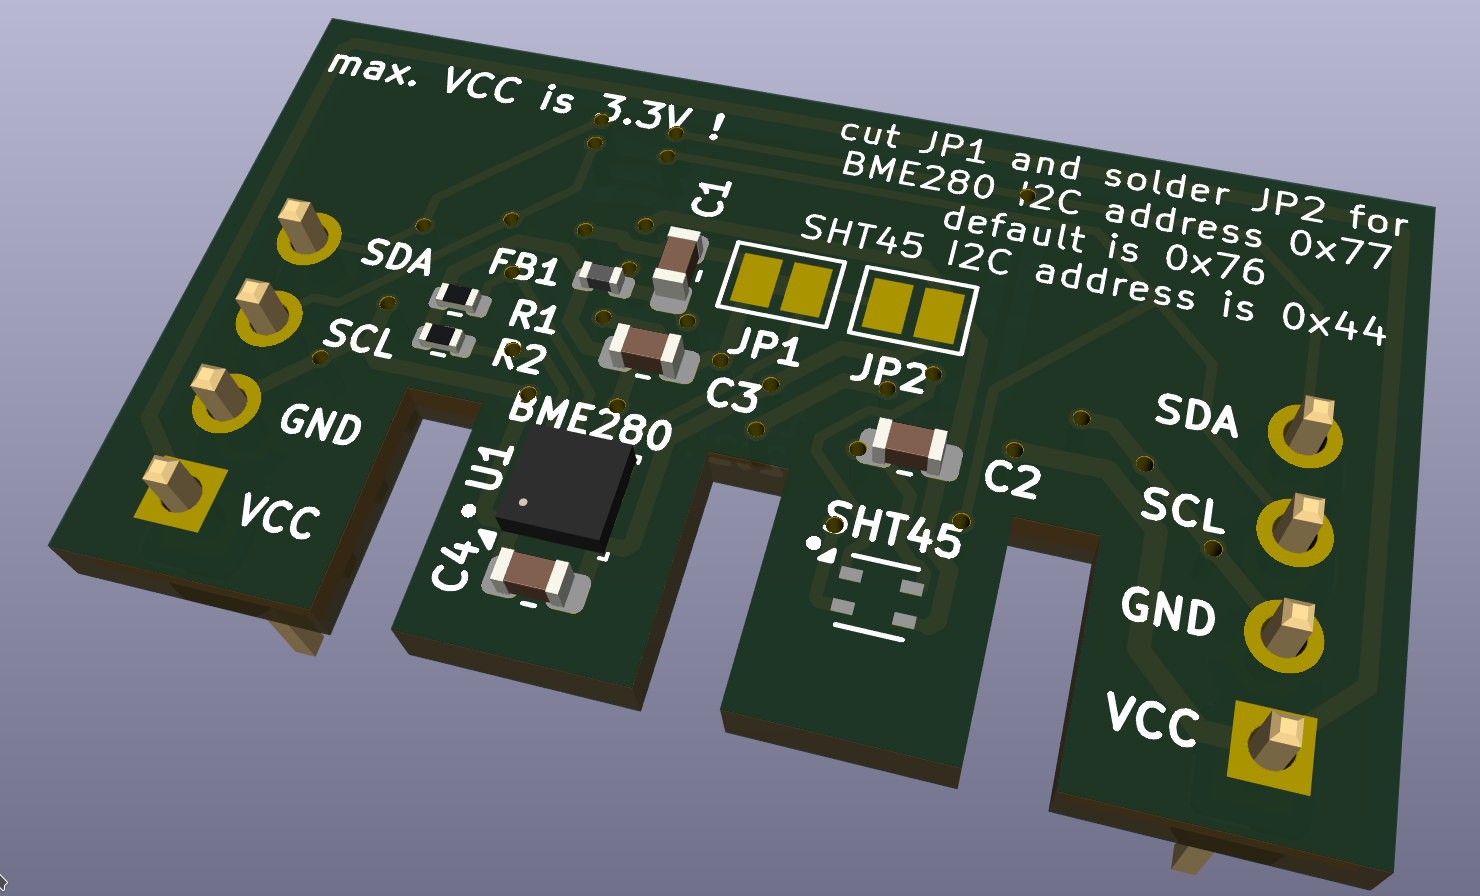 max. VCC is 3.3V !
cut JP1 and solder JP2 for
BME280 I2C address 0x77
default is 0x76
SHT45 I2C address is 0x44
C1
SDA
FB1
R1
SCL
R2
JP1
JP2
C3
GND
BME280
VCC
U1
C4
C2
SHT45
SDA
SCL
GND
VCC